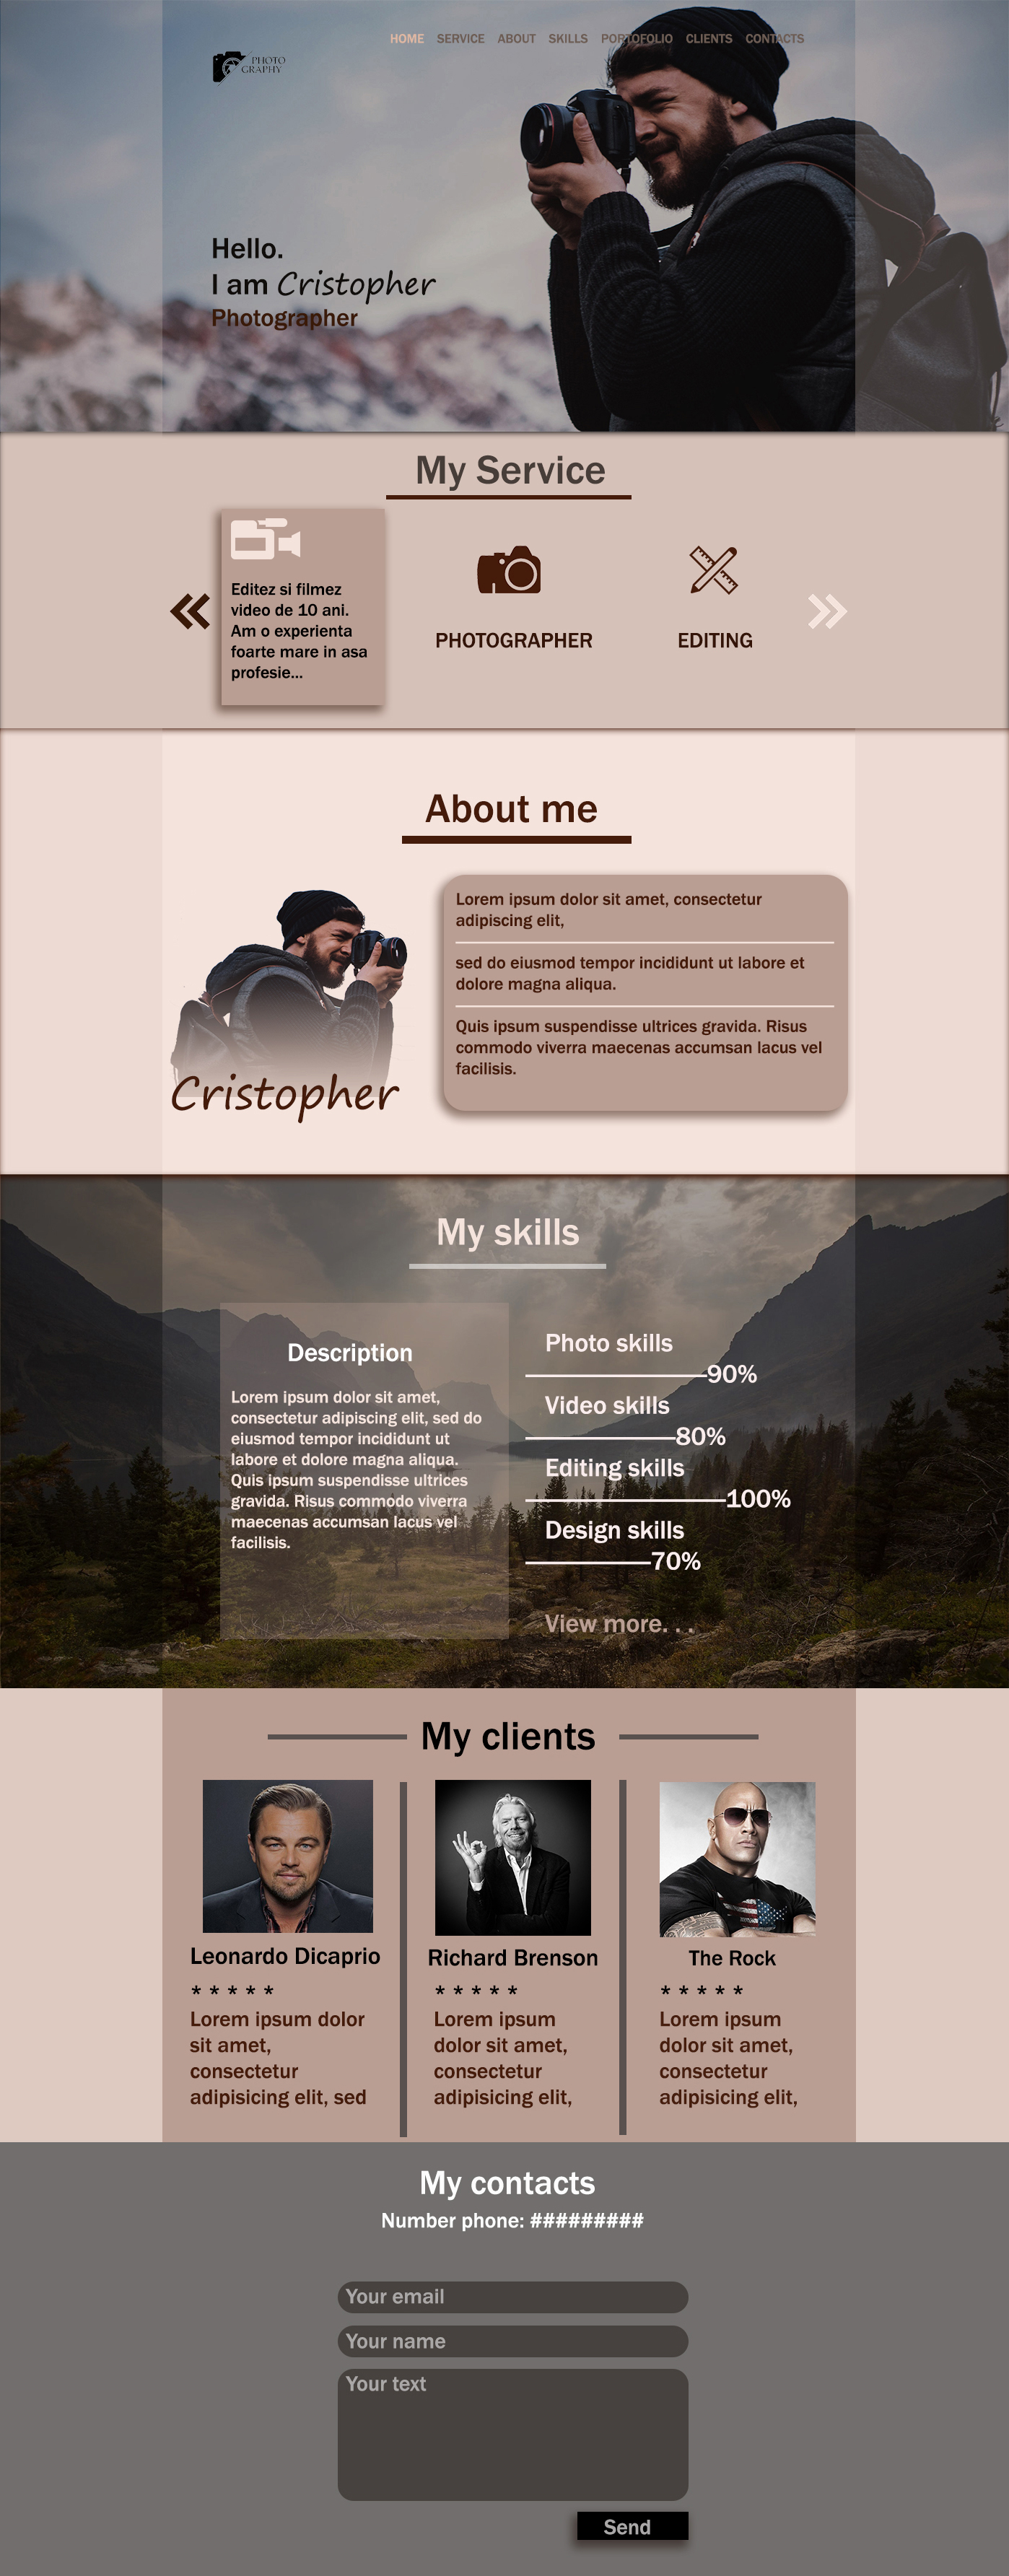 HOME SERVICE ABOUT SKILLS PORTOFOLIO CLIENTS CONTACTS
PHOTO
GRAPHY
Hello.
I am Cristopher
Photographer
My Service
Editez si filmez
video de 10 ani.
Am o experienta
foarte mare in asa
profesie...
PHOTOGRAPHER
EDITING
About me
Cristopher
Lorem ipsum dolor sit amet, consectetur
adipiscing elit,
sed do eiusmod tempor incididunt ut labore et
dolore magna aliqua.
Quis ipsum suspendisse ultrices gravida. Risus
commodo viverra maecenas accumsan lacus vel
facilisis.
My skills
Description
Lorem ipsum dolor sit amet,
consectetur adipiscing elit, sed do
eiusmod tempor incididunt ut
labore et dolore magna aliqua.
Quis ipsum suspendisse ultrices
gravida. Risus commodo viverra
maecenas accumsan lacus vel
facilisis.
Photo skills
90%
Video skills
80%
Editing skills
100%
Design skills
70%
View more. . .
My clients
Leonardo Dicaprio
* * * * *
Lorem ipsum dolor
sit amet,
consectetur
adipisicing elit, sed
Richard Brenson
* * * * *
Lorem ipsum
dolor sit amet,
consectetur
adipisicing elit,
The Rock
* * * * *
Lorem ipsum
dolor sit amet,
consectetur
adipisicing elit,
My contacts
Number phone: #########
Your email
Your name
Your text
Send